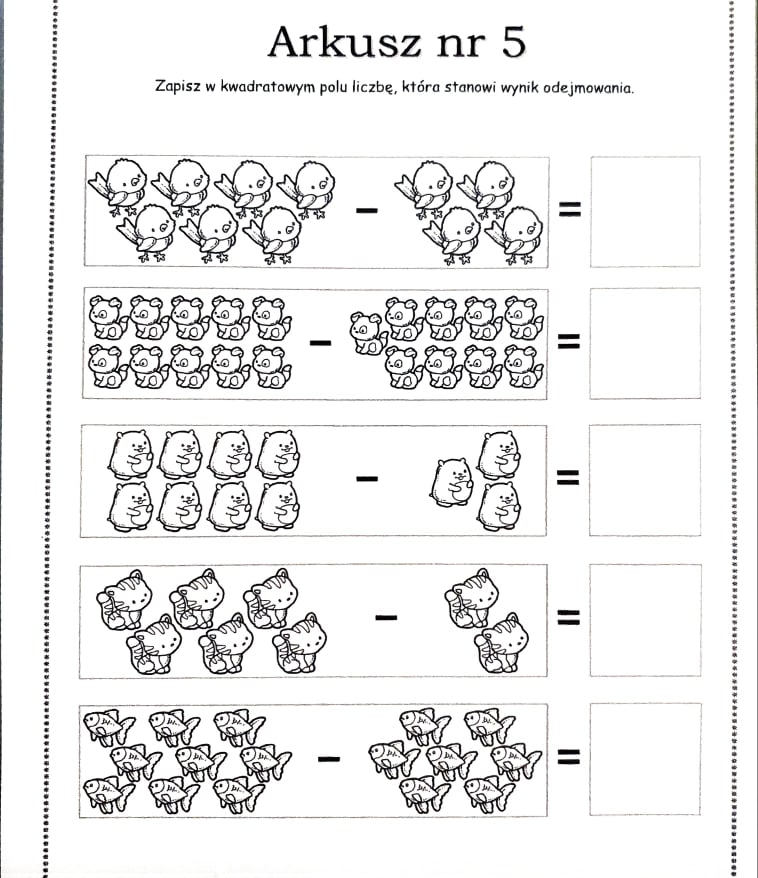 Arkusz nr 5
Zapisz w kwadratowym polu liczbę, która stanowi wynik odejmowania.
- =
- =
- =
- =
- =